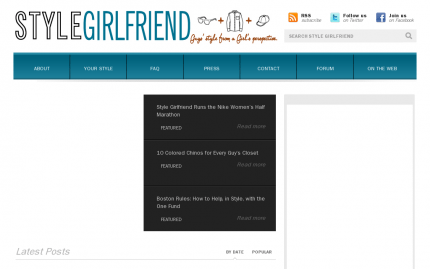 STYLEGIRLFRIEND
Guys' style from a Girl's perspective
RSS
Subscribe
Follow us
on Twitter
Join us
on Facebook
SEARCH STYLE GIRLFRIEND
ABOUT
YOUR STYLE
FAQ
PRESS
CONTACT
FORUM
ON THE WEB
Style Girlfriend Runs the Nike Women's Half
Marathon
FEATURED
Read more
10 Colored Chinos for Every Guy's Closet
FEATURED
Read more
Boston Rules: How to Help, in Style, with the
One Fund
FEATURED
Read more
Latest Posts
BY DATE
POPULAR